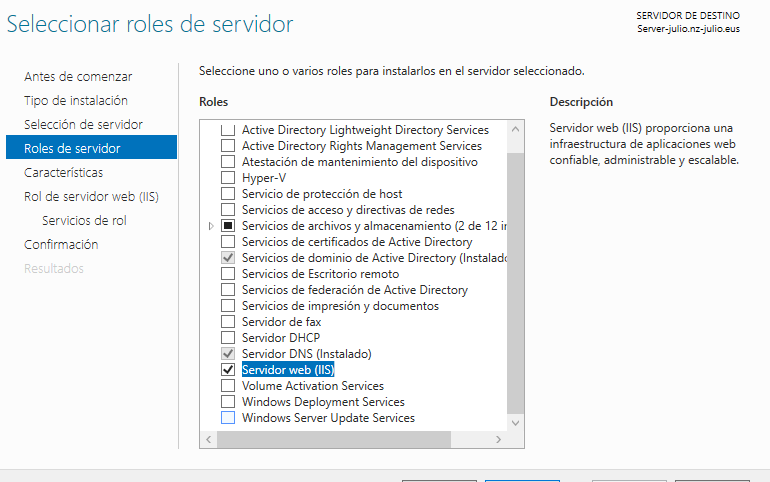 Seleccionar roles de servidor
SERVIDOR DE DESTINO
Server-julio.nz-julio.eus
Antes de comenzar
Tipo de instalación
Selección de servidor
Roles de servidor
Características
Rol de servidor web (IIS)
Servicios de rol
Confirmación
Resultados
Seleccione uno o varios roles para instalarlos en el servidor seleccionado.
Roles
Active Directory Lightweight Directory Services
Active Directory Rights Management Services
Atestación de mantenimiento del dispositivo
Hyper-V
Servicio de protección de host
Servicios de acceso y directivas de redes
Servicios de archivos y almacenamiento (2 de 12 in
Servicios de certificados de Active Directory
Servicios de dominio de Active Directory (Instalado
Servicios de Escritorio remoto
Servicios de federación de Active Directory
Servicios de impresión y documentos
Servidor de fax
Servidor DHCP
Servidor DNS (Instalado)
Servidor web (IIS)
Volume Activation Services
Windows Deployment Services
Windows Server Update Services
Descripción
Servidor web (IIS) proporciona una
infraestructura de aplicaciones web
confiable, administrable y escalable.